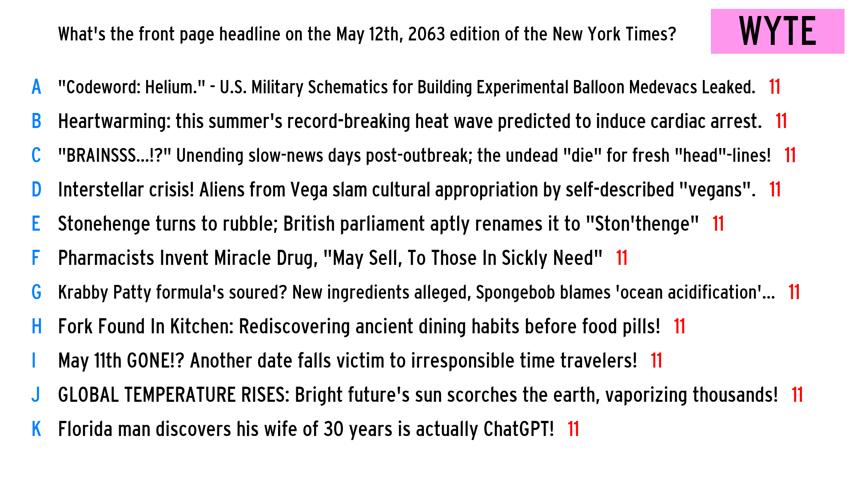 What's the front page headline on the May 12th, 2063 edition of the New York Times?
WYTE
A "Codeword: Helium." - U.S. Military Schematics for Building Experimental Balloon Medevacs Leaked. 11
B Heartwarming: this summer's record-breaking heat wave predicted to induce cardiac arrest. 11
C "BRAINSSS...!?" Unending slow-news days post-outbreak; the undead "die" for fresh "head"-lines! 11
D Interstellar crisis! Aliens from Vega slam cultural appropriation by self-described "vegans". 11
E Stonehenge turns to rubble; British parliament aptly renames it to "Ston'thenge" 11
F Pharmacists Invent Miracle Drug, "May Sell, To Those In Sickly Need" 11
G Krabby Patty formula's soured? New ingredients alleged, Spongebob blames 'ocean acidification'... 11
H Fork Found In Kitchen: Rediscovering ancient dining habits before food pills! 11
I May 11th GONE!? Another date falls victim to irresponsible time travelers! 11
J GLOBAL TEMPERATURE RISES: Bright future's sun scorches the earth, vaporizing thousands! 11
K Florida man discovers his wife of 30 years is actually ChatGPT! 11